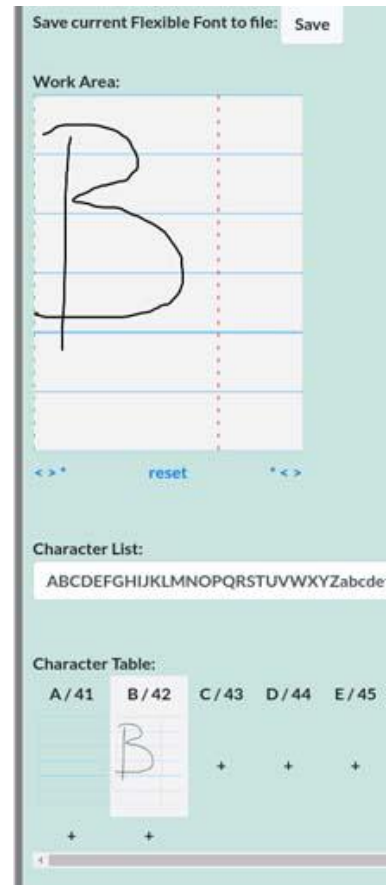 Save current Flexible Font to file: Save
Work Area:
B
< > * reset * < >
Character List:
ABCDEFGHIJKLMNOPQRSTUVWXYZabcde
Character Table:
A / 41 B / 42 C / 43 D / 44 E / 45
B + + +
+ +